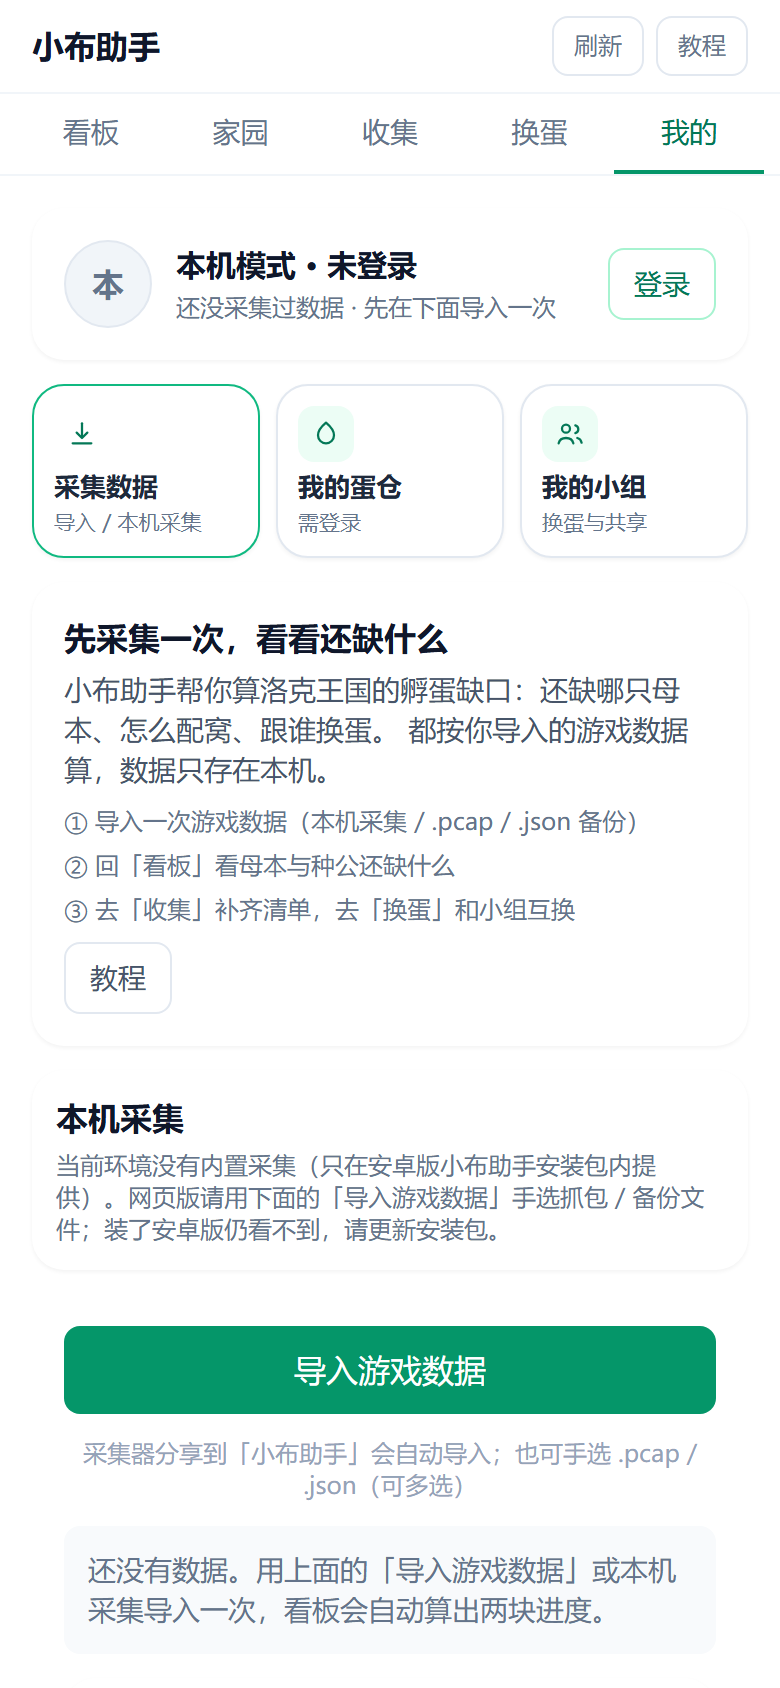 小布助手
刷新
教程
看板
家园
收集
换蛋
我的
本
本机模式·未登录
还没采集过数据 · 先在下面导入一次
登录
采集数据
导入 / 本机采集
我的蛋仓
需登录
我的小组
换蛋与共享
先采集一次，看看还缺什么
小布助手帮你算洛克王国的孵蛋缺口：还缺哪只母
本、怎么配窝、跟谁换蛋。 都按你导入的游戏数据
算，数据只存在本机。
① 导入一次游戏数据（本机采集 / .pcap / .json 备份）
② 回「看板」看母本与种公还缺什么
③ 去「收集」补齐清单，去「换蛋」和小组互换
教程
本机采集
当前环境没有内置采集（只在安卓版小布助手安装包内提
供）。网页版请用下面的「导入游戏数据」手选抓包 / 备份文
件；装了安卓版仍看不到，请更新安装包。
导入游戏数据
采集器分享到「小布助手」会自动导入；也可手选 .pcap /
.json（可多选）
还没有数据。用上面的「导入游戏数据」或本机
采集导入一次，看板会自动算出两块进度。